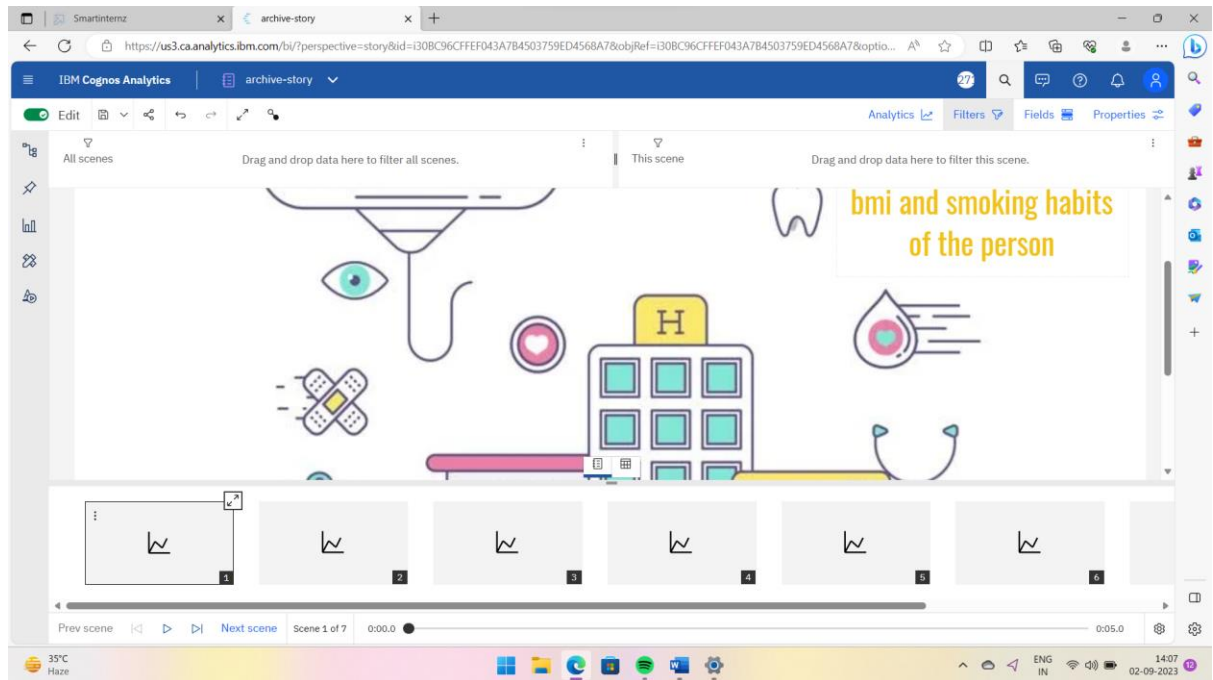 Smartinternz
archive-story
https://us3.ca.analytics.ibm.com/bi/?perspective=story&id=i30BC96CFFEF043A7B4503759ED4568A7&objRef=i30BC96CFFEF043A7B4503759ED4568A7&optio...
IBM Cognos Analytics
archive-story
27
Edit
Analytics
Filters
Fields
Properties
All scenes
Drag and drop data here to filter all scenes.
This scene
Drag and drop data here to filter this scene.
bmi and smoking habits
of the person
H
1
2
3
4
5
6
Prev scene
Next scene
Scene 1 of 7
0:00.0
0:05.0
35°C
Haze
ENG
IN
14:07
02-09-2023
12